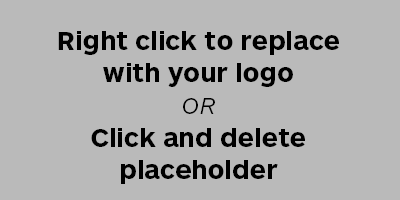 Right click to replace
with your logo
OR
Click and delete
placeholder